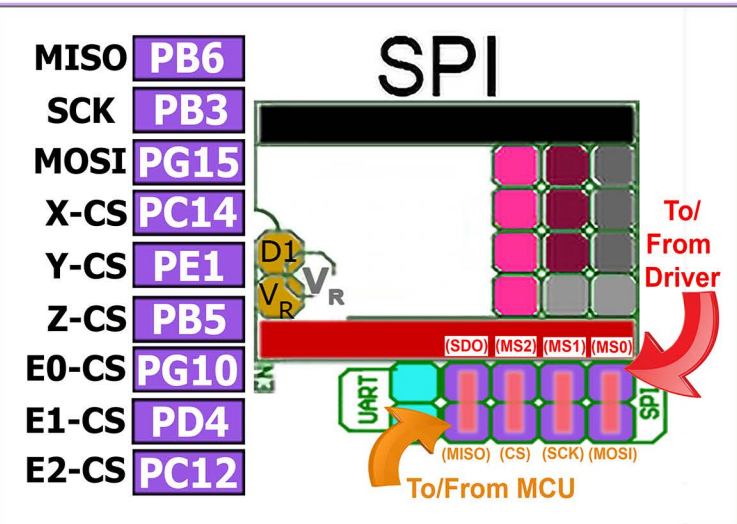 SPI
MISO PB6
SCK PB3
MOSI PG15
X-CS PC14
Y-CS PE1
Z-CS PB5
E0-CS PG10
E1-CS PD4
E2-CS PC12
D1
VR
VR
To/
From
Driver
(SDO) (MS2) (MS1) (MS0)
EN
UART
SPI
(MISO) (CS) (SCK) (MOSI)
To/From MCU